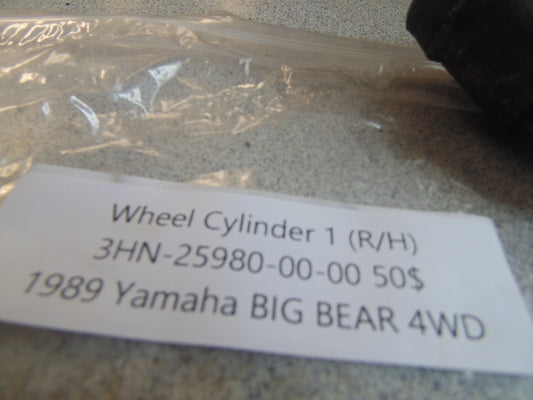 Wheel Cylinder 1 (R/H)
3HN-25980-00-00 50$
1989 Yamaha BIG BEAR 4WD